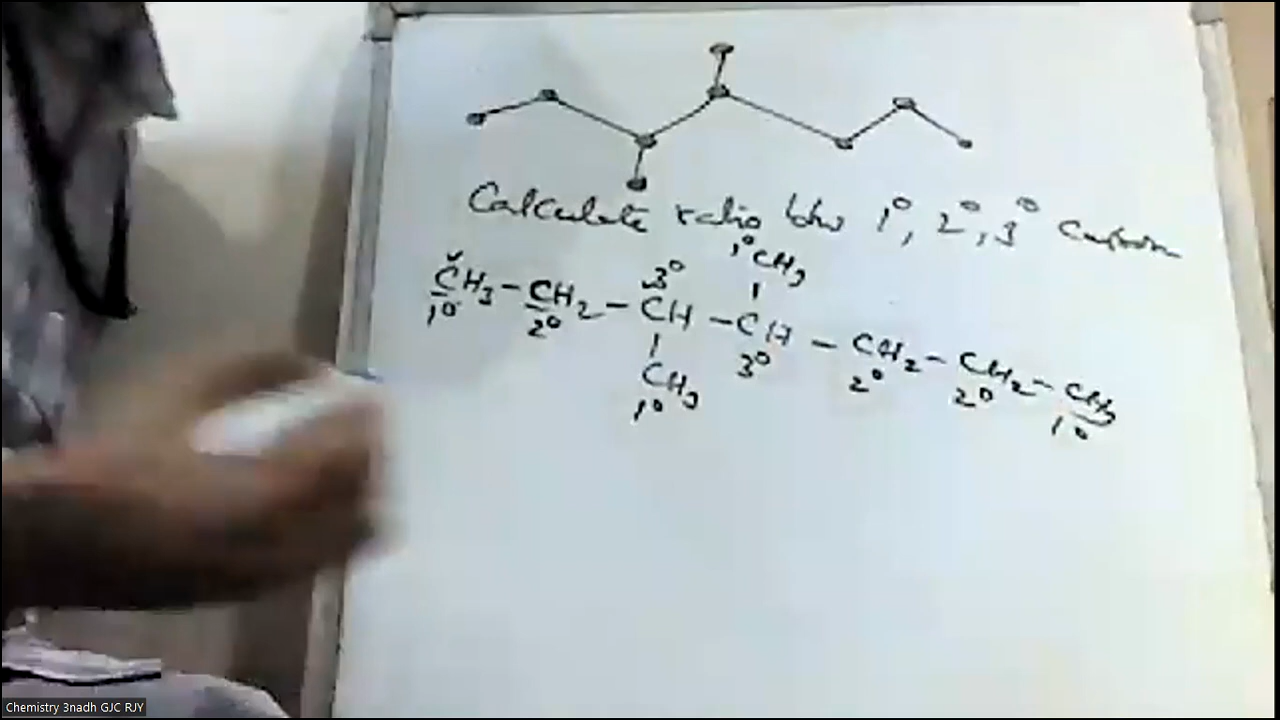 Calculate ratio btw 1°, 2°, 3° Carbon
1° CH3
3°
CH3 - CH2 - CH - CH - CH2 - CH2 - CH3
1° 2° 3° 2° 2° 1°
CH3
1°
Chemistry 3nadh GJC RJY